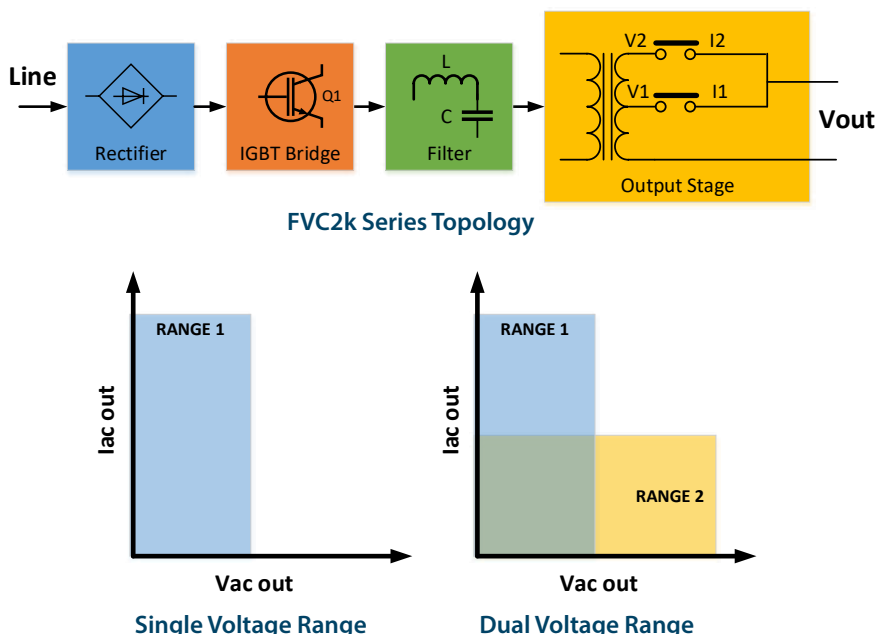 Line
Rectifier
Q1
IGBT Bridge
L
C
Filter
V2 I2
V1 I1
Output Stage
Vout
FVC2k Series Topology
Iac out
RANGE 1
Vac out
Single Voltage Range
Iac out
RANGE 1
RANGE 2
Vac out
Dual Voltage Range